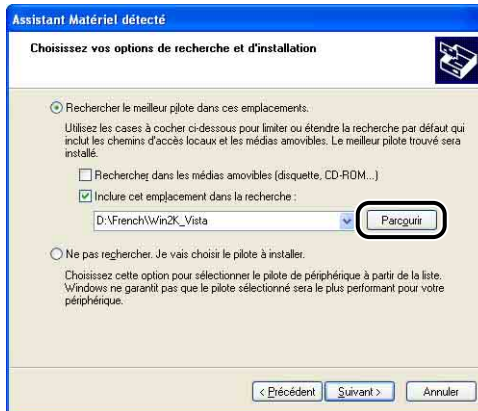 Assistant Matériel détecté
Choisissez vos options de recherche et d'installation
Rechercher le meilleur pilote dans ces emplacements.
Utilisez les cases à cocher ci-dessous pour limiter ou étendre la recherche par défaut qui
inclut les chemins d'accès locaux et les médias amovibles. Le meilleur pilote trouvé sera
installé.
Rechercher dans les médias amovibles (disquette, CD-ROM...)
Inclure cet emplacement dans la recherche :
D:\French\Win2K_Vista
Parcourir
Ne pas rechercher. Je vais choisir le pilote à installer.
Choisissez cette option pour sélectionner le pilote de périphérique à partir de la liste.
Windows ne garantit pas que le pilote sélectionné sera le plus performant pour votre
périphérique.
< Précédent
Suivant >
Annuler